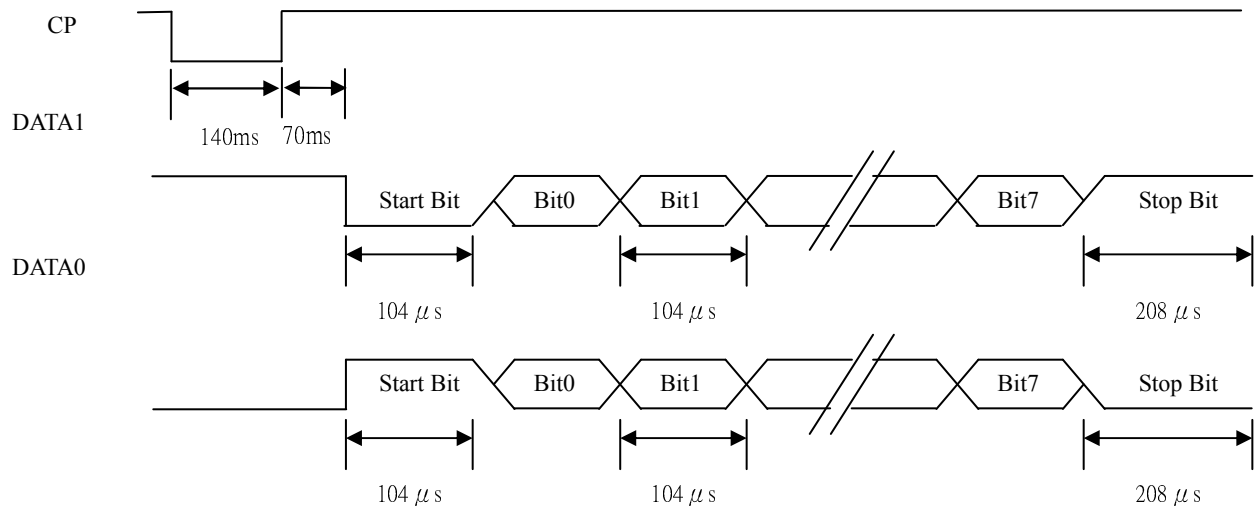 CP
140ms 70ms
DATA1
Start Bit Bit0 Bit1 Bit7 Stop Bit
DATA0
104 μs 104 μs 208 μs
Start Bit Bit0 Bit1 Bit7 Stop Bit
104 μs 104 μs 208 μs